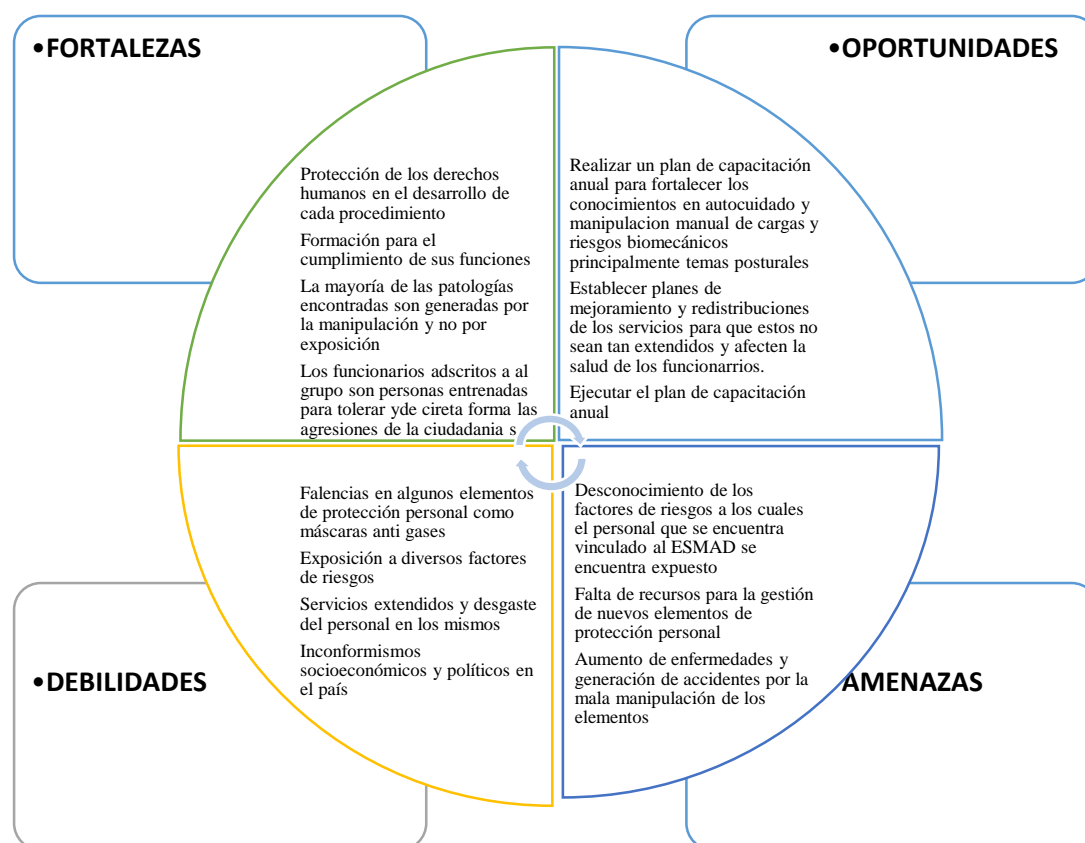 •FORTALEZAS
Protección de los derechos
humanos en el desarrollo de
cada procedimiento
Formación para el
cumplimiento de sus funciones
La mayoría de las patologías
encontradas son generadas por
la manipulación y no por
exposición
Los funcionarios adscritos a al
grupo son personas entrenadas
para tolerar yde cireta forma las
agresiones de la ciudadania s
•OPORTUNIDADES
Realizar un plan de capacitación
anual para fortalecer los
conocimientos en autocuidado y
manipulacion manual de cargas y
riesgos biomecánicos
principalmente temas posturales
Establecer planes de
mejoramiento y redistribuciones
de los servicios para que estos no
sean tan extendidos y afecten la
salud de los funcionarrios.
Ejecutar el plan de capacitación
anual
Falencias en algunos elementos
de protección personal como
máscaras anti gases
Exposición a diversos factores
de riesgos
Servicios extendidos y desgaste
del personal en los mismos
Inconformismos
socioeconómicos y políticos en
el país
•DEBILIDADES
Desconocimiento de los
factores de riesgos a los cuales
el personal que se encuentra
vinculado al ESMAD se
encuentra expuesto
Falta de recursos para la gestión
de nuevos elementos de
protección personal
Aumento de enfermedades y
generación de accidentes por la
mala manipulación de los
elementos
AMENAZAS